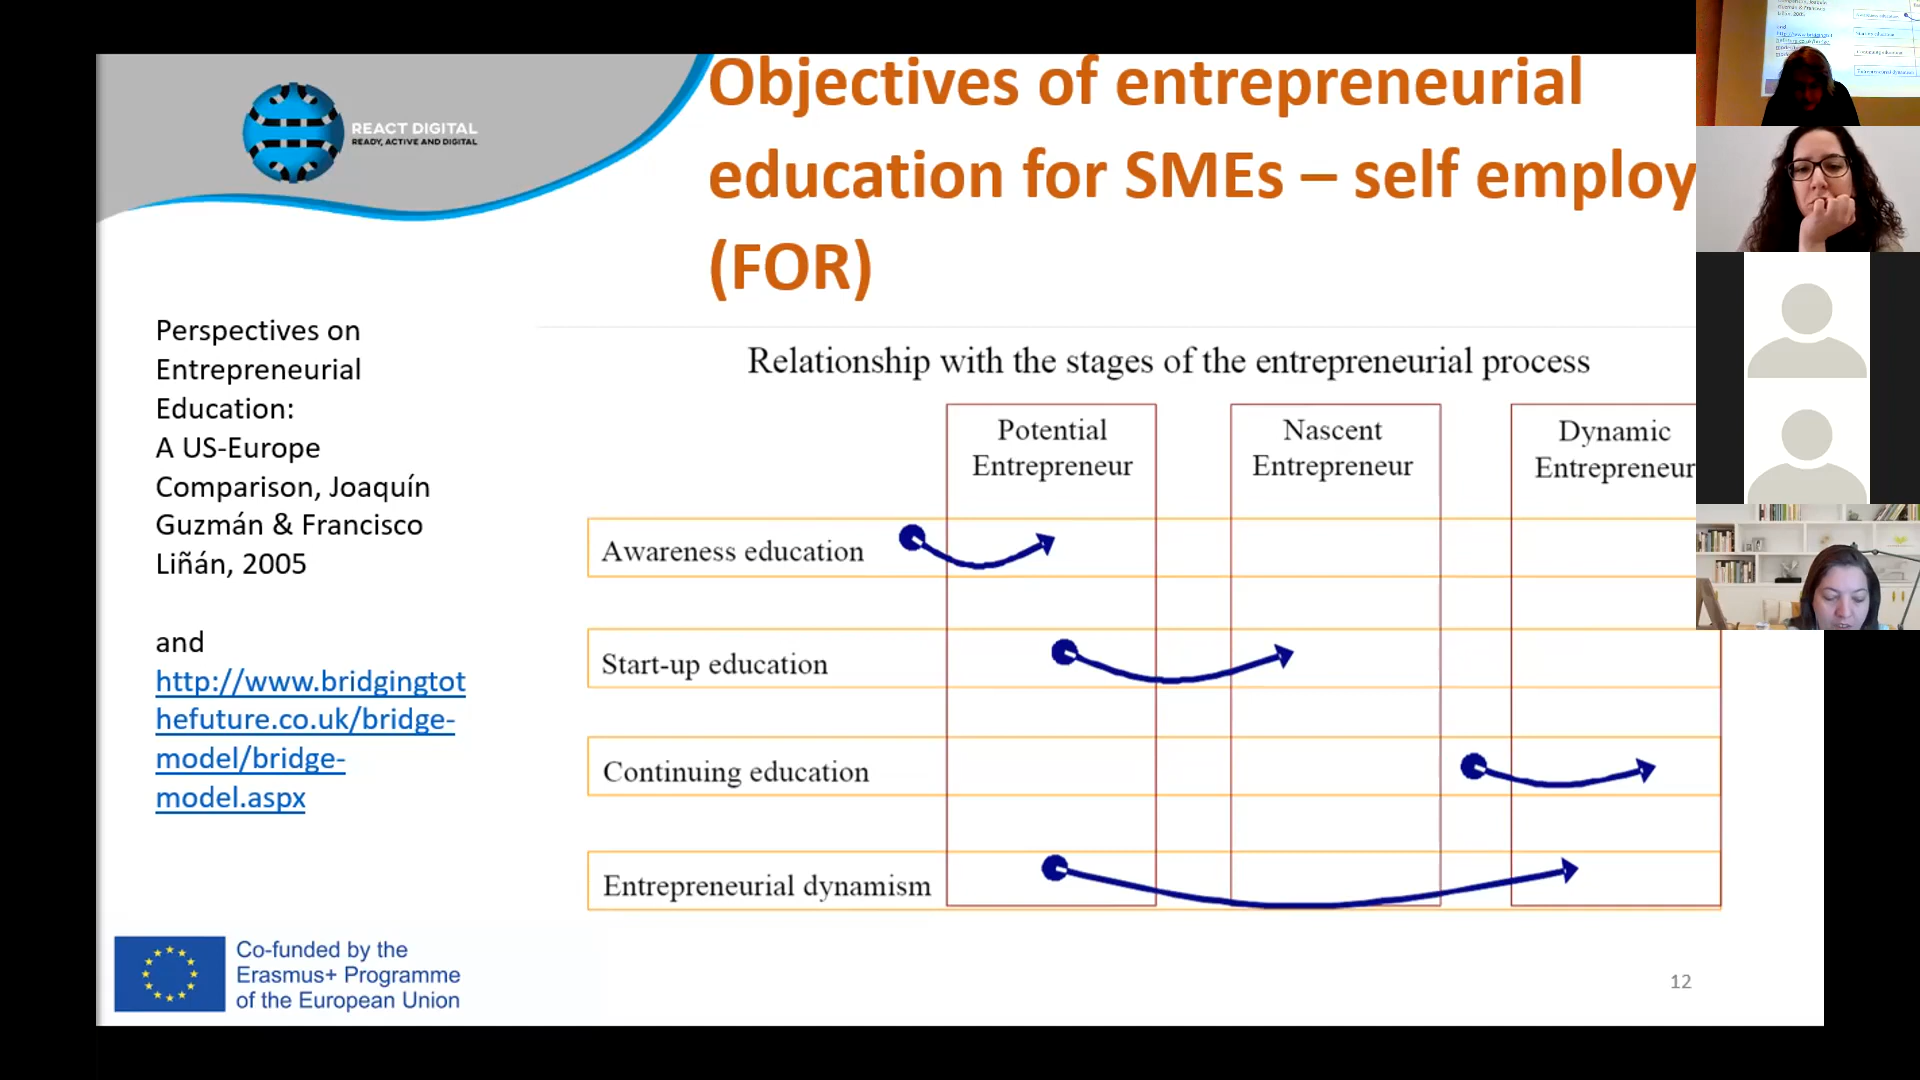 REACT DIGITAL
READY, ACTIVE AND DIGITAL
Objectives of entrepreneurial
education for SMEs – self employ
(FOR)
Perspectives on
Entrepreneurial
Education:
A US-Europe
Comparison, Joaquín
Guzmán & Francisco
Liñán, 2005
and
http://www.bridgingtot
hefuture.co.uk/bridge-
model/bridge-
model.aspx
Relationship with the stages of the entrepreneurial process
Potential
Entrepreneur
Nascent
Entrepreneur
Dynamic
Entrepreneur
Awareness education
Start-up education
Continuing education
Entrepreneurial dynamism
Co-funded by the
Erasmus+ Programme
of the European Union
12